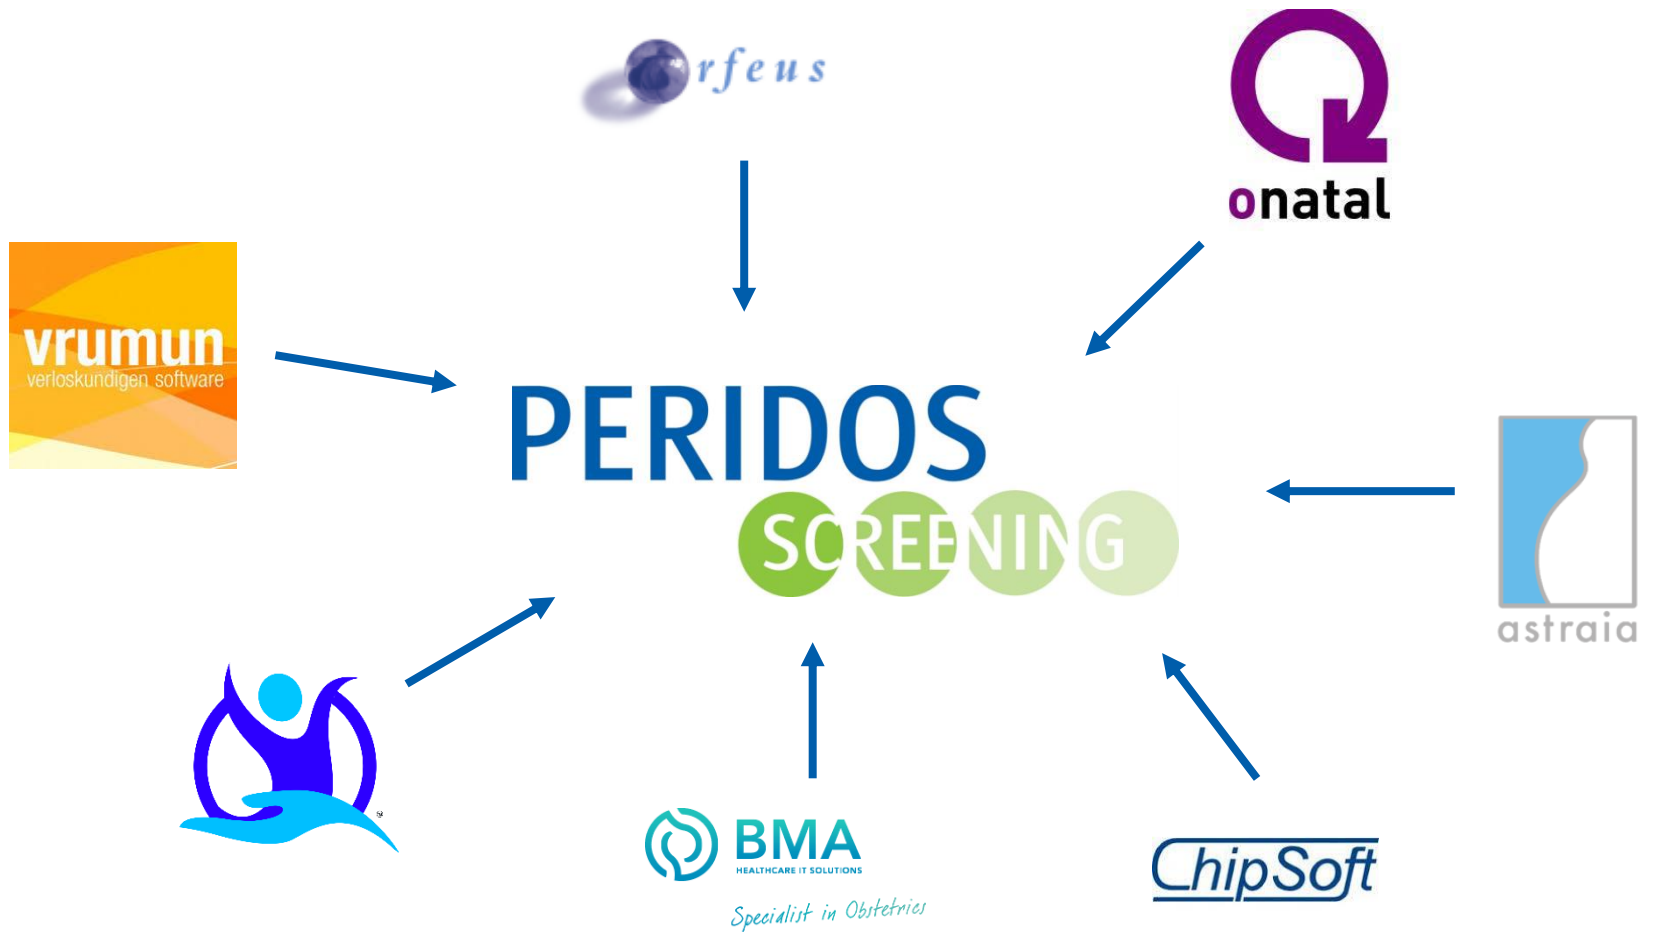 Orfeus
onatal
vrumun
verloskundigen software
PERIDOS
SCREENING
astraia
BMA
HEALTHCARE IT SOLUTIONS
Specialist in Obstetrics
ChipSoft